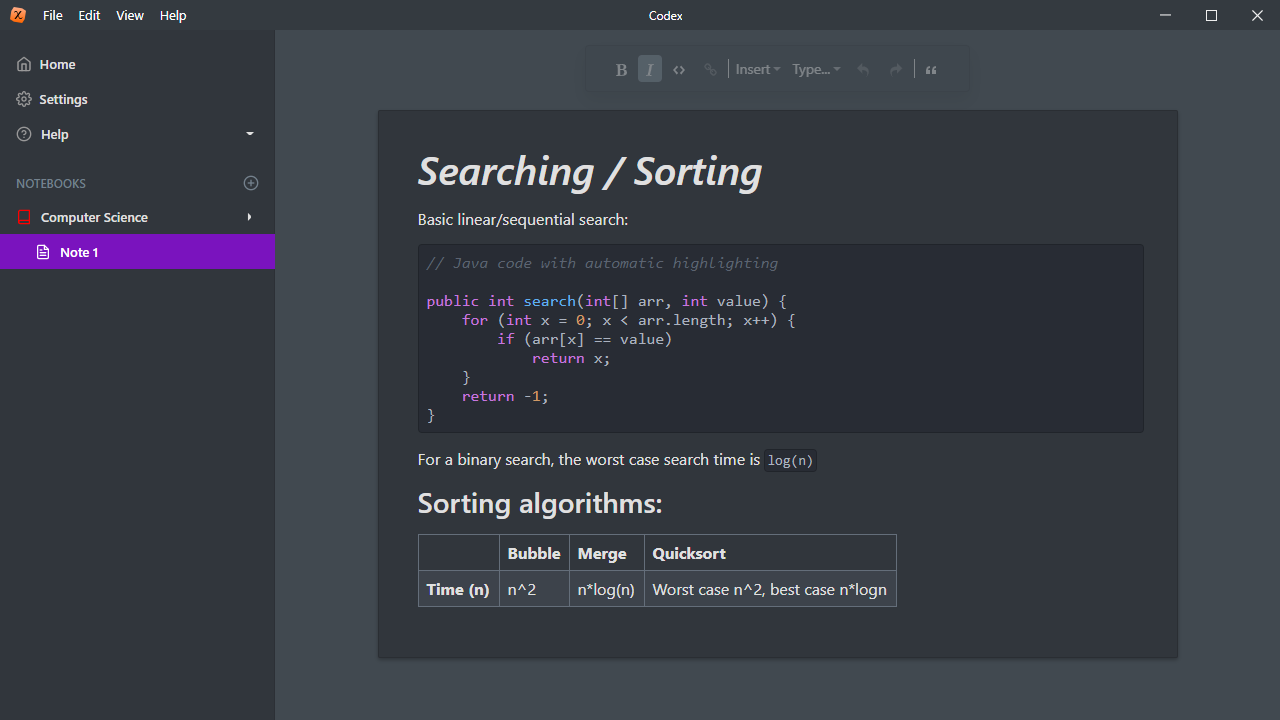 File Edit View Help
Codex
Home
Settings
Help
NOTEBOOKS
Computer Science
Note 1
B I <> Insert Type...
Searching / Sorting
Basic linear/sequential search:
// Java code with automatic highlighting
public int search(int[] arr, int value) {
    for (int x = 0; x < arr.length; x++) {
        if (arr[x] == value)
            return x;
    }
    return -1;
}
For a binary search, the worst case search time is log(n)
Sorting algorithms:
Bubble Merge Quicksort
Time (n) n^2 n*log(n) Worst case n^2, best case n*logn